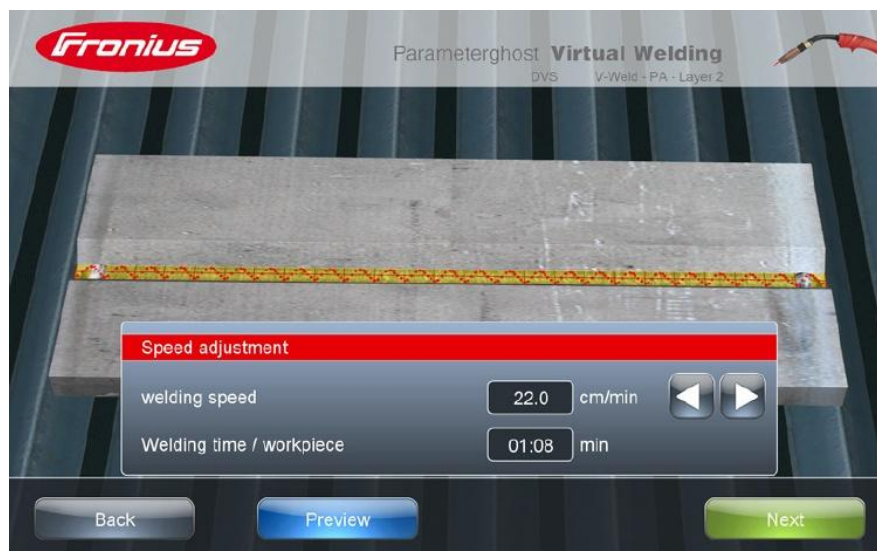 Fronius
Parameterghost Virtual Welding
DVS V-Weld - PA - Layer 2
Speed adjustment
welding speed 22.0 cm/min
Welding time / workpiece 01:08 min
Back Preview Next